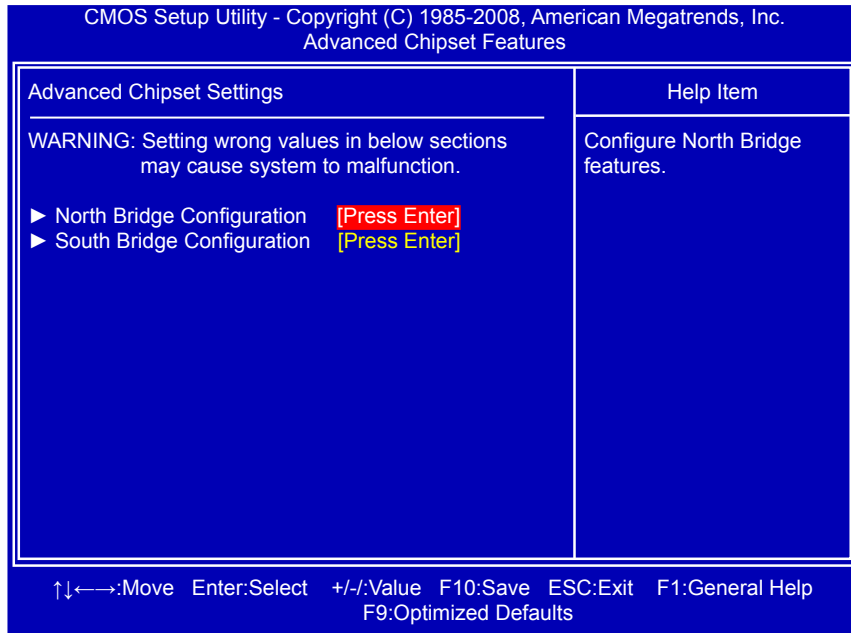 CMOS Setup Utility - Copyright (C) 1985-2008, American Megatrends, Inc.
Advanced Chipset Features
Advanced Chipset Settings
Help Item
WARNING: Setting wrong values in below sections
may cause system to malfunction.
Configure North Bridge
features.
► North Bridge Configuration [Press Enter]
► South Bridge Configuration [Press Enter]
↑↓←→:Move Enter:Select +/-/:Value F10:Save ESC:Exit F1:General Help
F9:Optimized Defaults